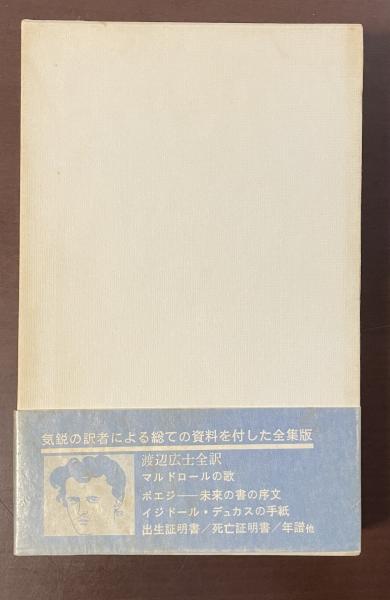 気鋭の訳者による総ての資料を付した全集版
渡辺広士全訳
マルドロールの歌
ポエジー——未来の書の序文
イジドール・デュカスの手紙
出生証明書／死亡証明書／年譜他